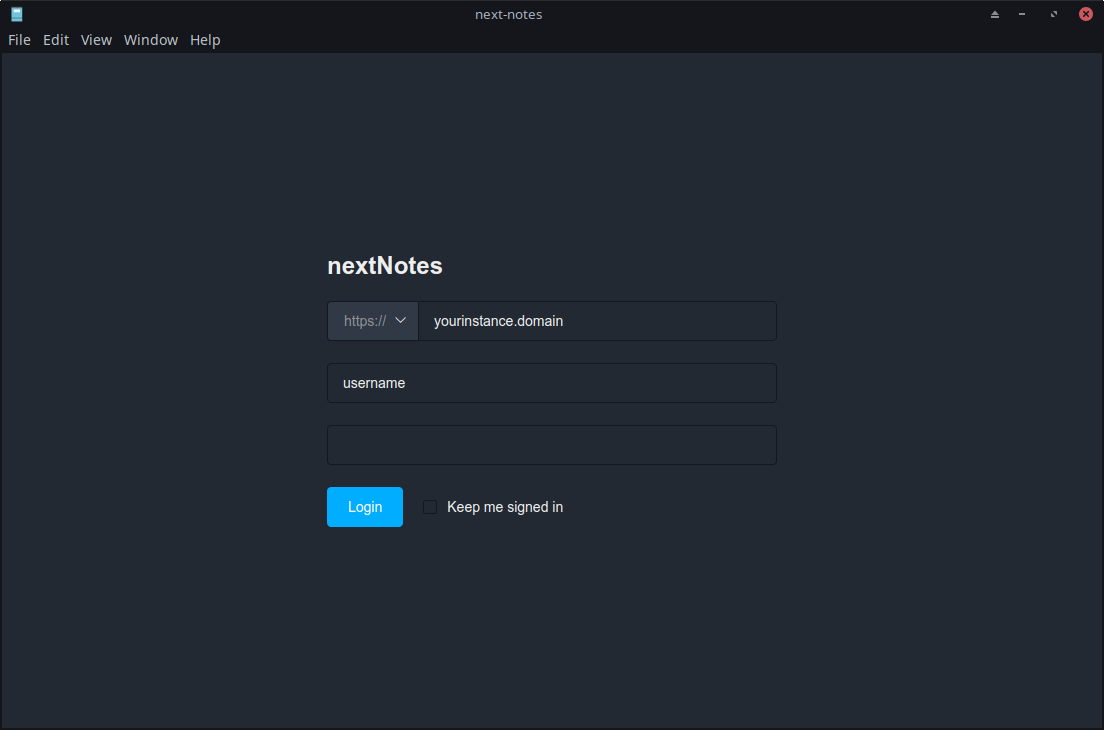 next-notes
File Edit View Window Help
nextNotes
https:// yourinstance.domain
username
Login Keep me signed in